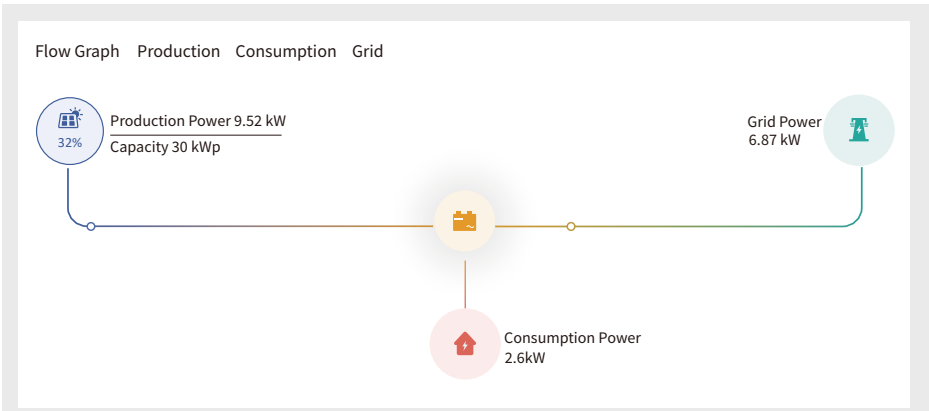 Flow Graph Production Consumption Grid
32%
Production Power 9.52 kW
Capacity 30 kWp
Grid Power
6.87 kW
Consumption Power
2.6kW